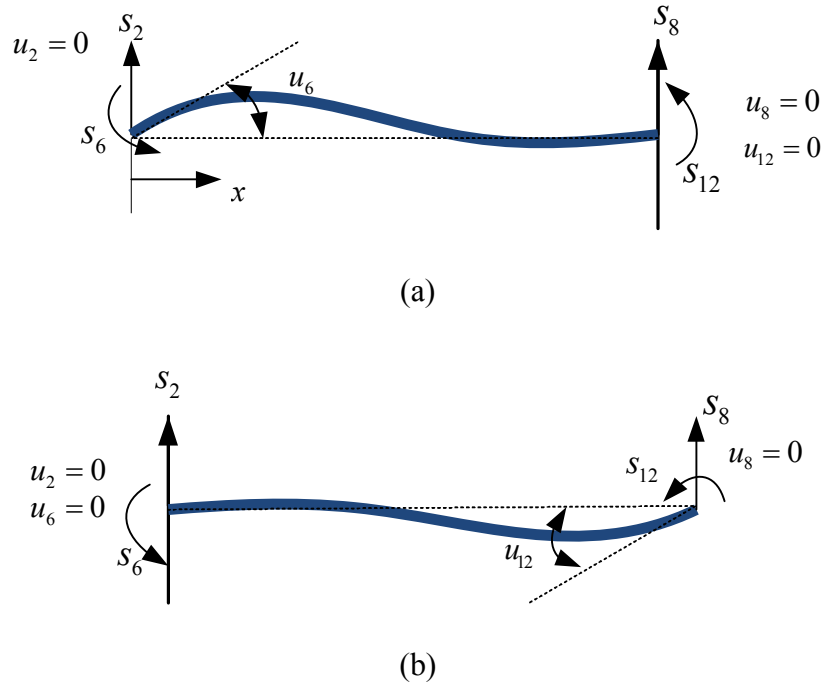 s₂
s₈
u₂ = 0
u₆
u₈ = 0
s₆
u₁₂ = 0
s₁₂
x
(a)
s₂
s₈
u₂ = 0
s₁₂
u₈ = 0
u₆ = 0
s₆
u₁₂
(b)